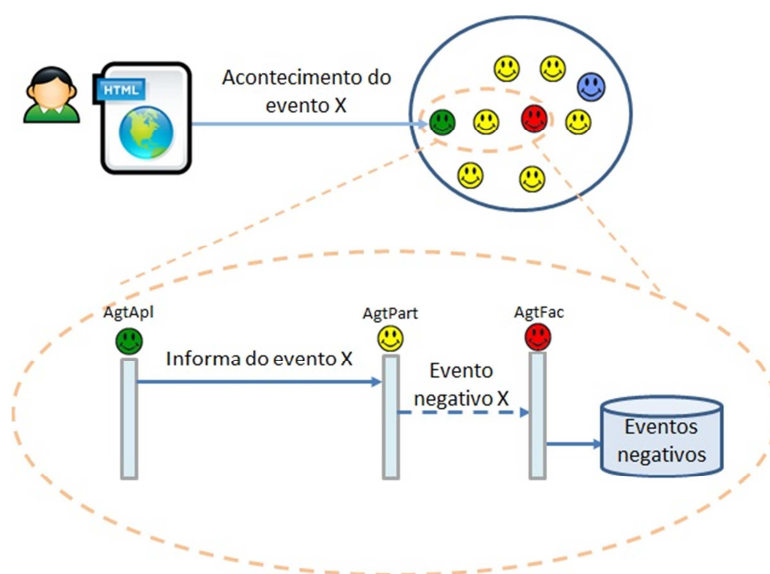 Acontecimento do
evento X
HTML
AgtApl
AgtPart
AgtFac
Informa do evento X
Evento
negativo X
Eventos
negativos